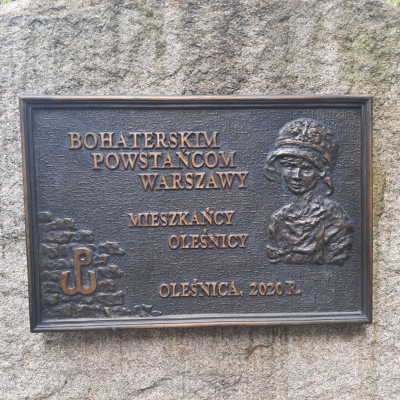 BOHATERSKIM
POWSTAŃCOM
WARSZAWY
MIESZKAŃCY
OLEŚNICY
OLEŚNICA, 2020 R.